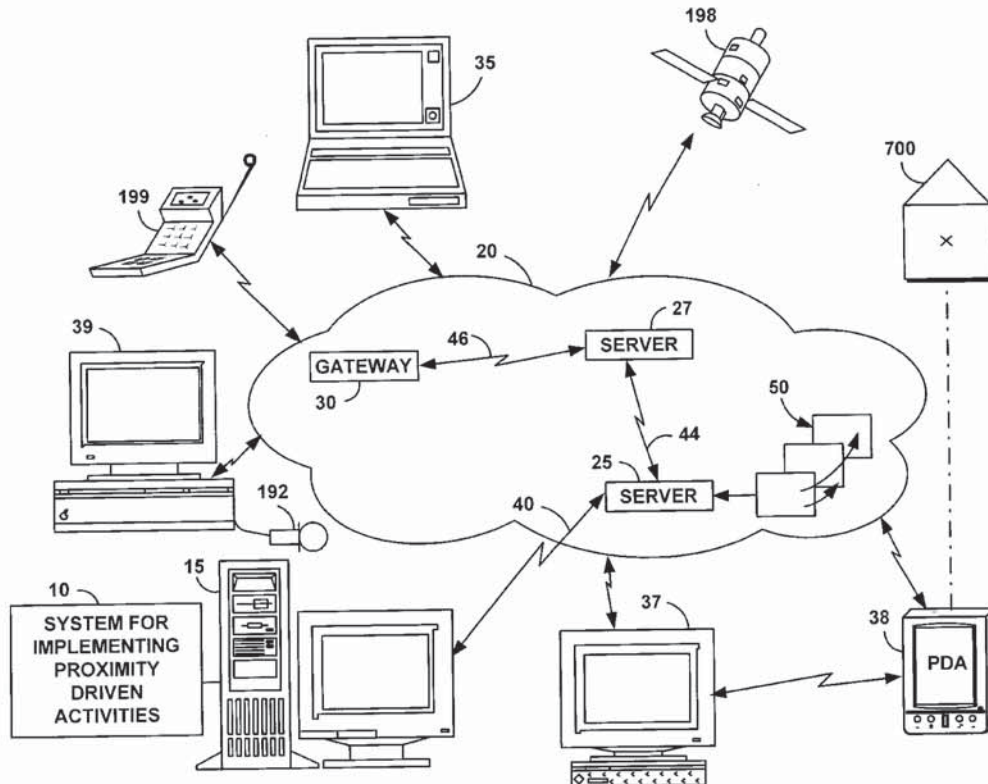 198
35
700
199
20
27
39
46
SERVER
GATEWAY
30
50
44
25
SERVER
192
40
15
10
37
38
SYSTEM FOR
IMPLEMENTING
PROXIMITY
DRIVEN
ACTIVITIES
PDA